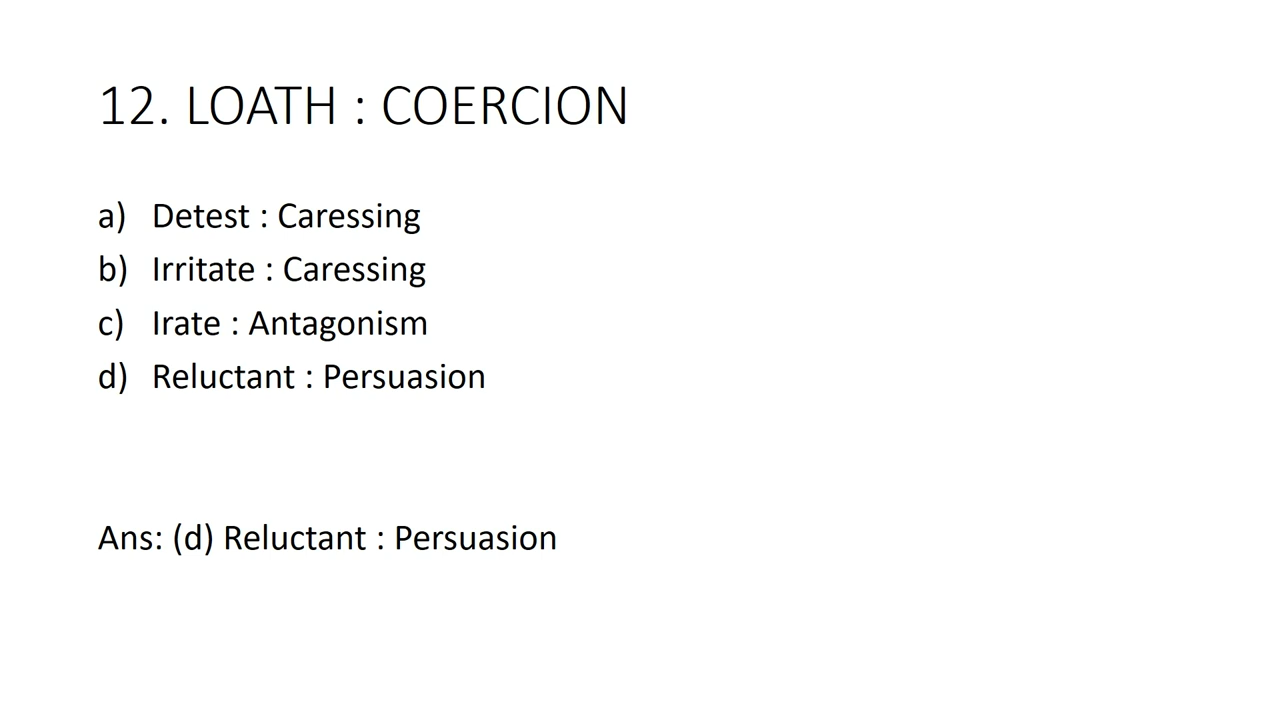 12. LOATH : COERCION
a) Detest : Caressing
b) Irritate : Caressing
c) Irate : Antagonism
d) Reluctant : Persuasion
Ans: (d) Reluctant : Persuasion